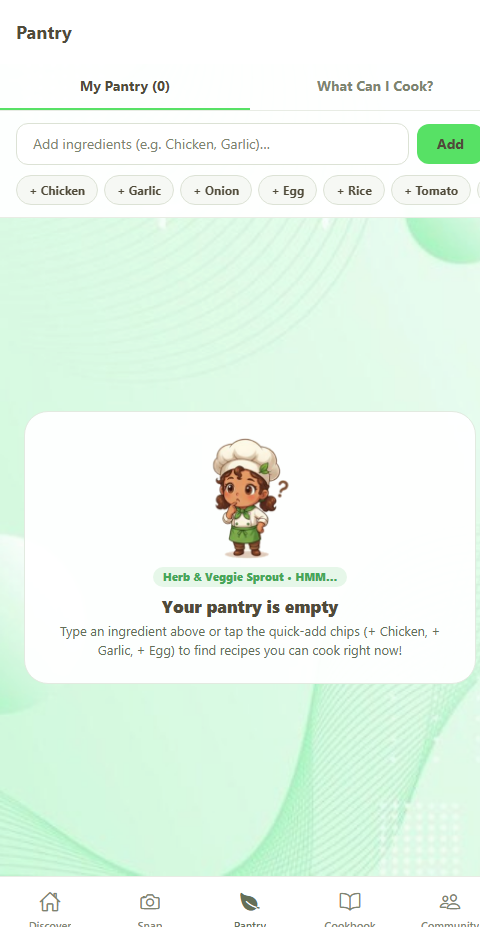 Pantry
My Pantry (0)
What Can I Cook?
Add ingredients (e.g. Chicken, Garlic)...
Add
+ Chicken
+ Garlic
+ Onion
+ Egg
+ Rice
+ Tomato
?
Herb & Veggie Sprout • HMM...
Your pantry is empty
Type an ingredient above or tap the quick-add chips (+ Chicken, +
Garlic, + Egg) to find recipes you can cook right now!
Discover
Snap
Pantry
Cookbook
Community